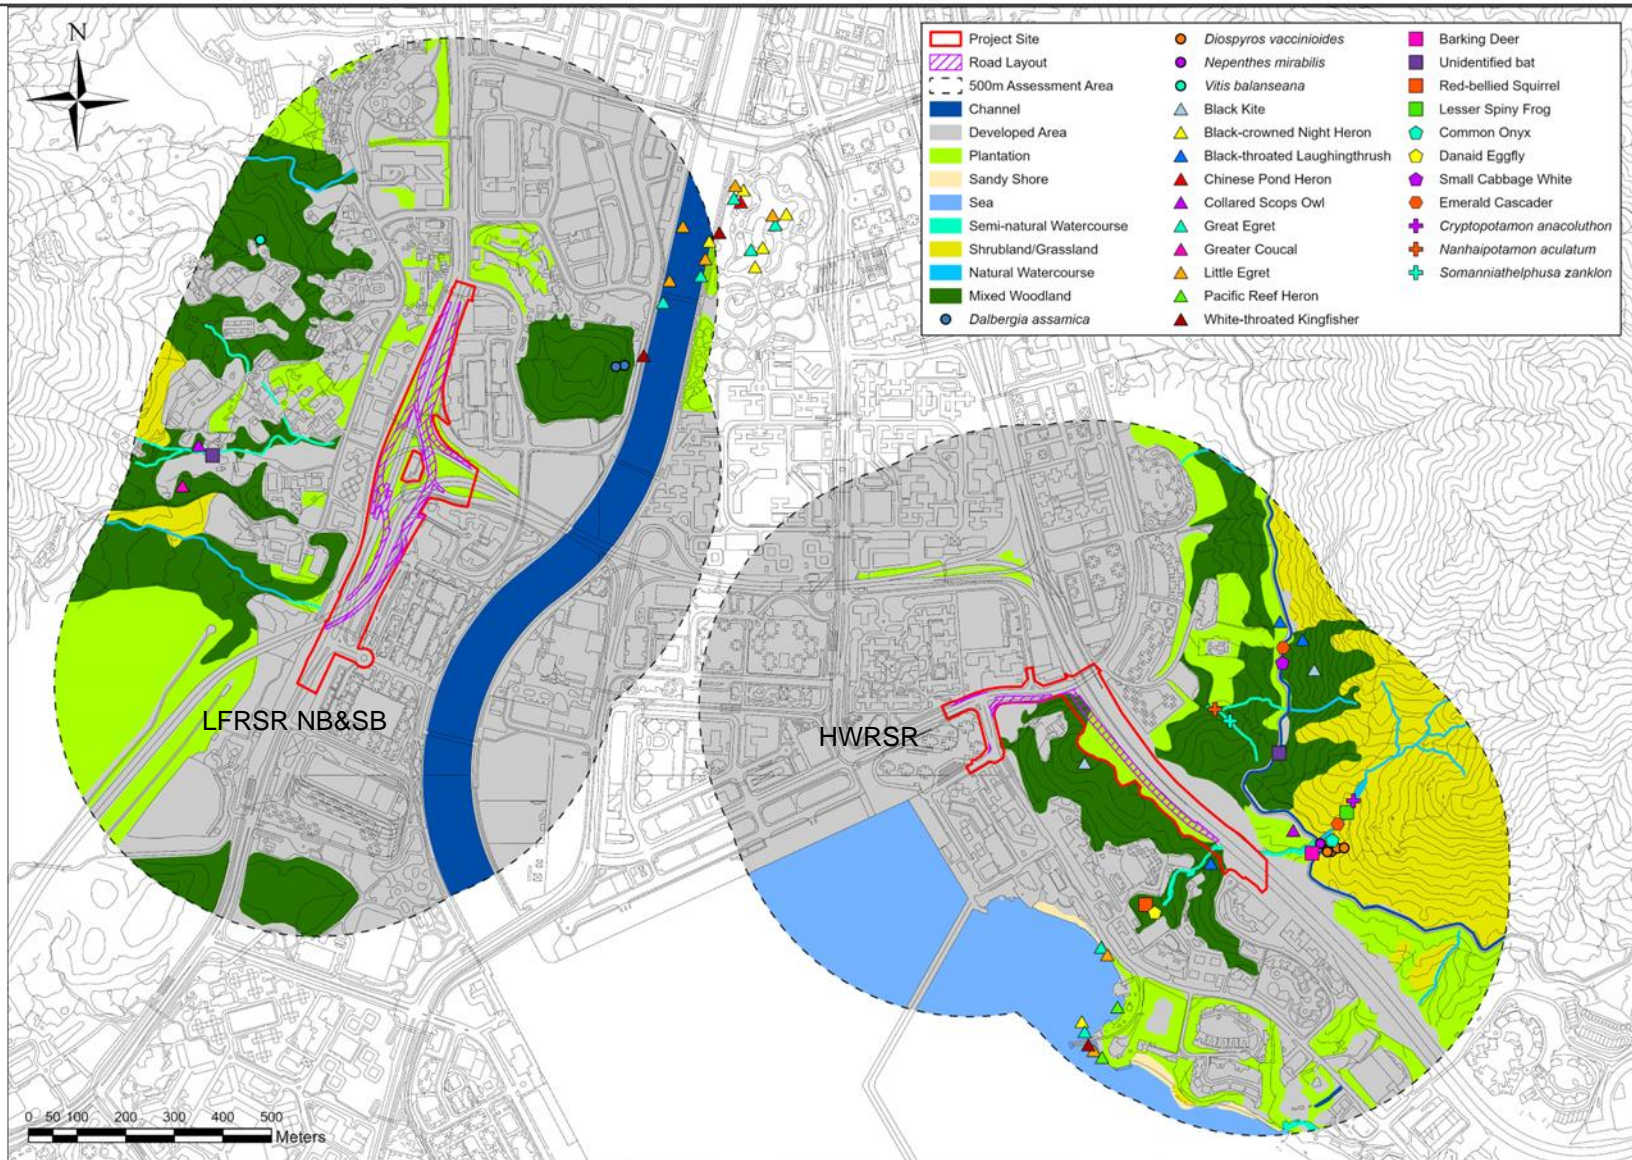 N
Project Site
Road Layout
500m Assessment Area
Channel
Developed Area
Plantation
Sandy Shore
Sea
Semi-natural Watercourse
Shrubland/Grassland
Natural Watercourse
Mixed Woodland
Dalbergia assamica
Diospyros vaccinioides
Nepenthes mirabilis
Vitis balanseana
Black Kite
Black-crowned Night Heron
Black-throated Laughingthrush
Chinese Pond Heron
Collared Scops Owl
Great Egret
Greater Coucal
Little Egret
Pacific Reef Heron
White-throated Kingfisher
Barking Deer
Unidentified bat
Red-bellied Squirrel
Lesser Spiny Frog
Common Onyx
Danaid Eggfly
Small Cabbage White
Emerald Cascader
Cryptopotamon anacoluthon
Nanhaipotamon aculatum
Somanniathelphusa zanklon
LFRSR NB&SB
HWRSR
0 50 100 200 300 400 500
Meters